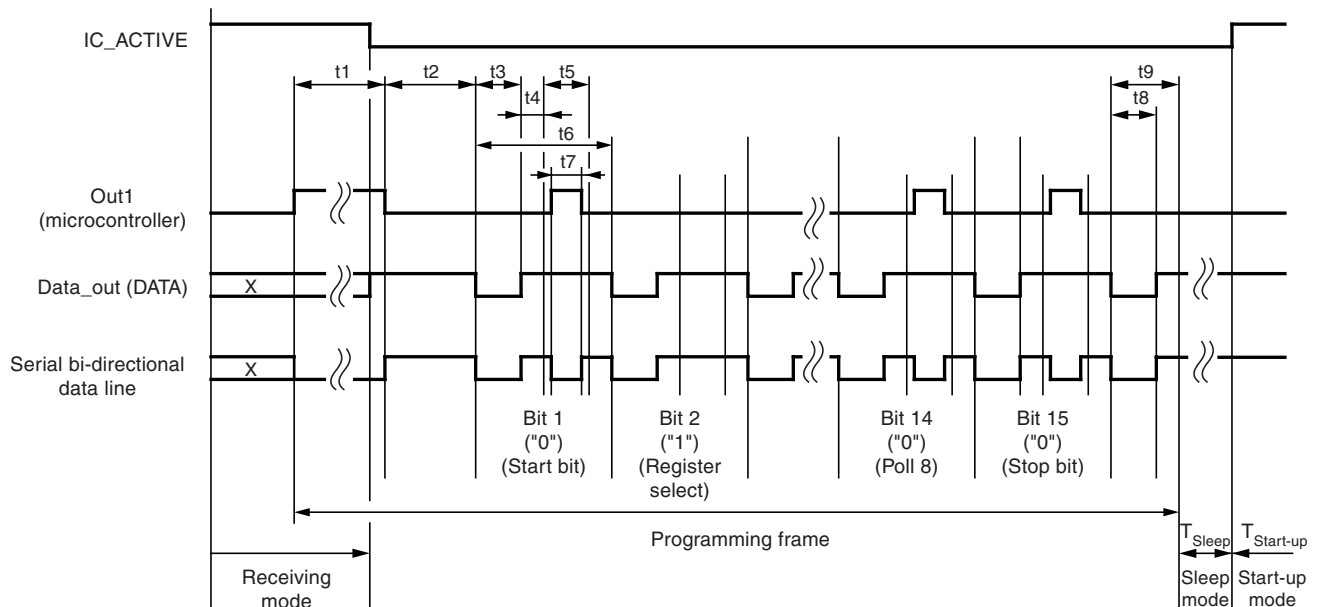 IC_ACTIVE
t1
t2
t3
t5
t9
t4
t8
t6
t7
Out1
(microcontroller)
Data_out (DATA)
X
Serial bi-directional
data line
X
Bit 1
("0")
(Start bit)
Bit 2
("1")
(Register
select)
Bit 14
("0")
(Poll 8)
Bit 15
("0")
(Stop bit)
Programming frame
TSleep
TStart-up
Receiving
mode
Sleep
mode
Start-up
mode